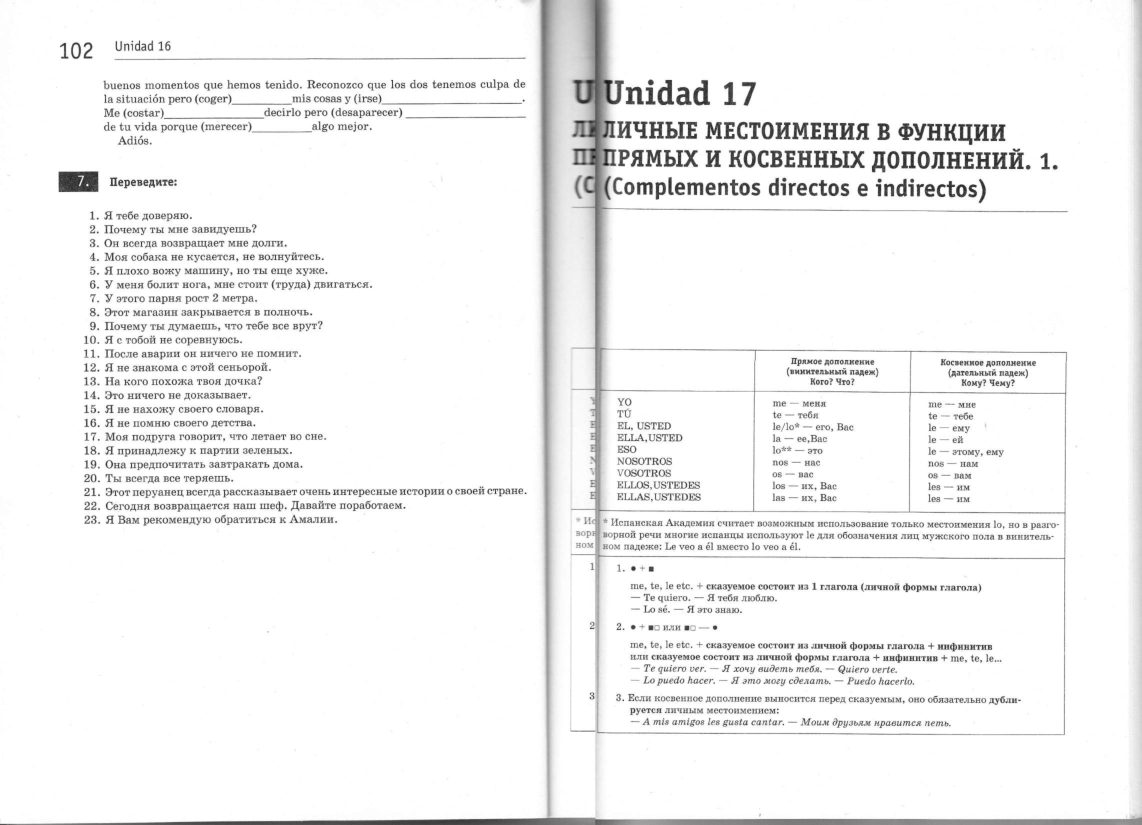 102
Unidad 16
buenos momentos que hemos tenido. Reconozco que los dos tenemos culpa de
la situación pero (coger)____________mis cosas y (irse)____________________________.
Me (costar)____________________decirlo pero (desaparecer) ________________________
de tu vida porque (merecer)____________algo mejor.
Adiós.
7. Переведите:
1. Я тебе доверяю.
2. Почему ты мне завидуешь?
3. Он всегда возвращает мне долги.
4. Моя собака не кусается, не волнуйтесь.
5. Я плохо вожу машину, но ты еще хуже.
6. У меня болит нога, мне стоит (труда) двигаться.
7. У этого парня рост 2 метра.
8. Этот магазин закрывается в полночь.
9. Почему ты думаешь, что тебе все врут?
10. Я с тобой не соревнуюсь.
11. После аварии он ничего не помнит.
12. Я не знакома с этой сеньорой.
13. На кого похожа твоя дочка?
14. Это ничего не доказывает.
15. Я не нахожу своего словаря.
16. Я не помню своего детства.
17. Моя подруга говорит, что летает во сне.
18. Я принадлежу к партии зеленых.
19. Она предпочитать завтракать дома.
20. Ты всегда все теряешь.
21. Этот перуанец всегда рассказывает очень интересные истории о своей стране.
22. Сегодня возвращается наш шеф. Давайте поработаем.
23. Я Вам рекомендую обратиться к Амалии.
Unidad 17
ЛИЧНЫЕ МЕСТОИМЕНИЯ В ФУНКЦИИ
ПРЯМЫХ И КОСВЕННЫХ ДОПОЛНЕНИЙ. 1.
(Complementos directos e indirectos)
Прямое дополнение Косвенное дополнение
(винительный падеж) (дательный падеж)
Кого? Что? Кому? Чему?
YO me — меня me — мне
TÚ te — тебя te — тебе
EL, USTED le/lo* — его, Вас le — ему
ELLA,USTED la — ее,Вас le — ей
ESO lo** — это le — этому, ему
NOSOTROS nos — нас nos — нам
VOSOTROS os — вас os — вам
ELLOS,USTEDES los — их, Вас les — им
ELLAS,USTEDES las — их, Вас les — им
* Испанская Академия считает возможным использование только местоимения lo, но в разго-
ворной речи многие испанцы используют le для обозначения лиц мужского пола в винитель-
ном падеже: Le veo a él вместо lo veo a él.
1. ● + ■
me, te, le etc. + сказуемое состоит из 1 глагола (личной формы глагола)
— Te quiero. — Я тебя люблю.
— Lo sé. — Я это знаю.
2. ● + ■□ или ■□ — ●
me, te, le etc. + сказуемое состоит из личной формы глагола + инфинитив
или сказуемое состоит из личной формы глагола + инфинитив + me, te, le...
— Te quiero ver. — Я хочу видеть тебя. — Quiero verte.
— Lo puedo hacer. — Я это могу сделать. — Puedo hacerlo.
3. Если косвенное дополнение выносится перед сказуемым, оно обязательно дубли-
руется личным местоимением:
— A mis amigos les gusta cantar. — Моим друзьям нравится петь.